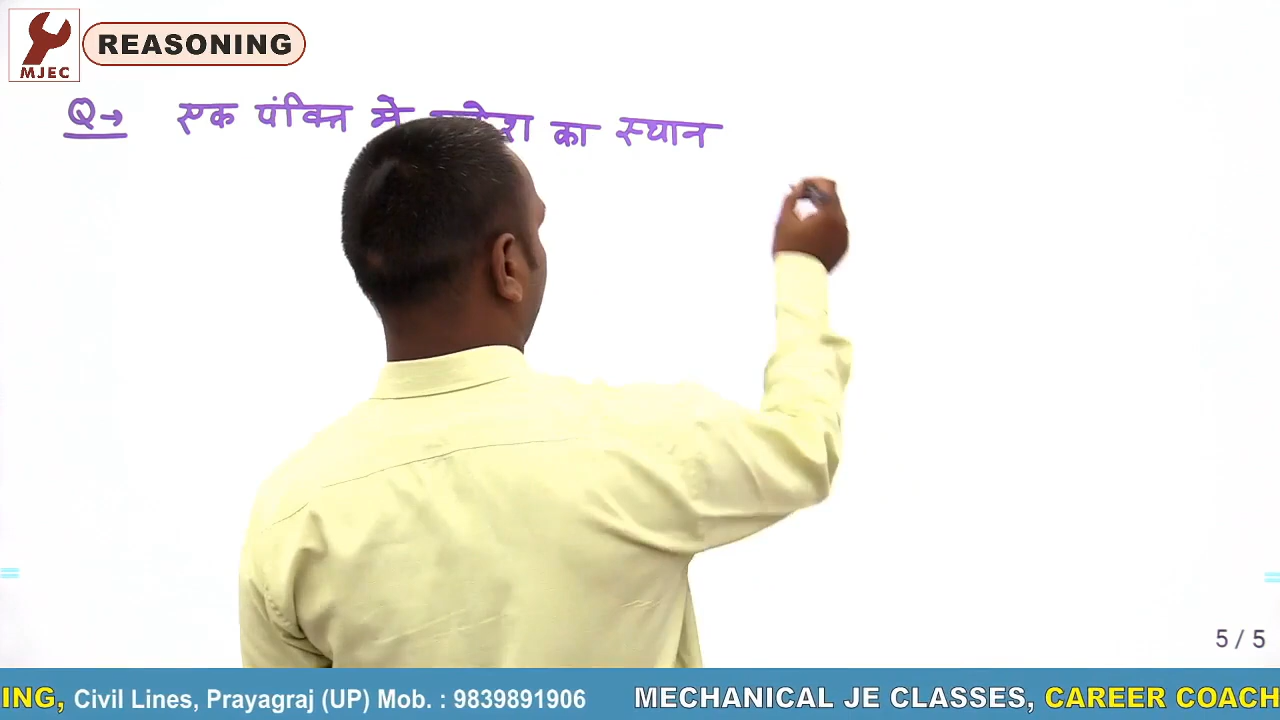 MJEC
REASONING
Q→ एक पंक्ति में का स्थान
5 / 5
ING, Civil Lines, Prayagraj (UP) Mob. : 9839891906 MECHANICAL JE CLASSES, CAREER COACH